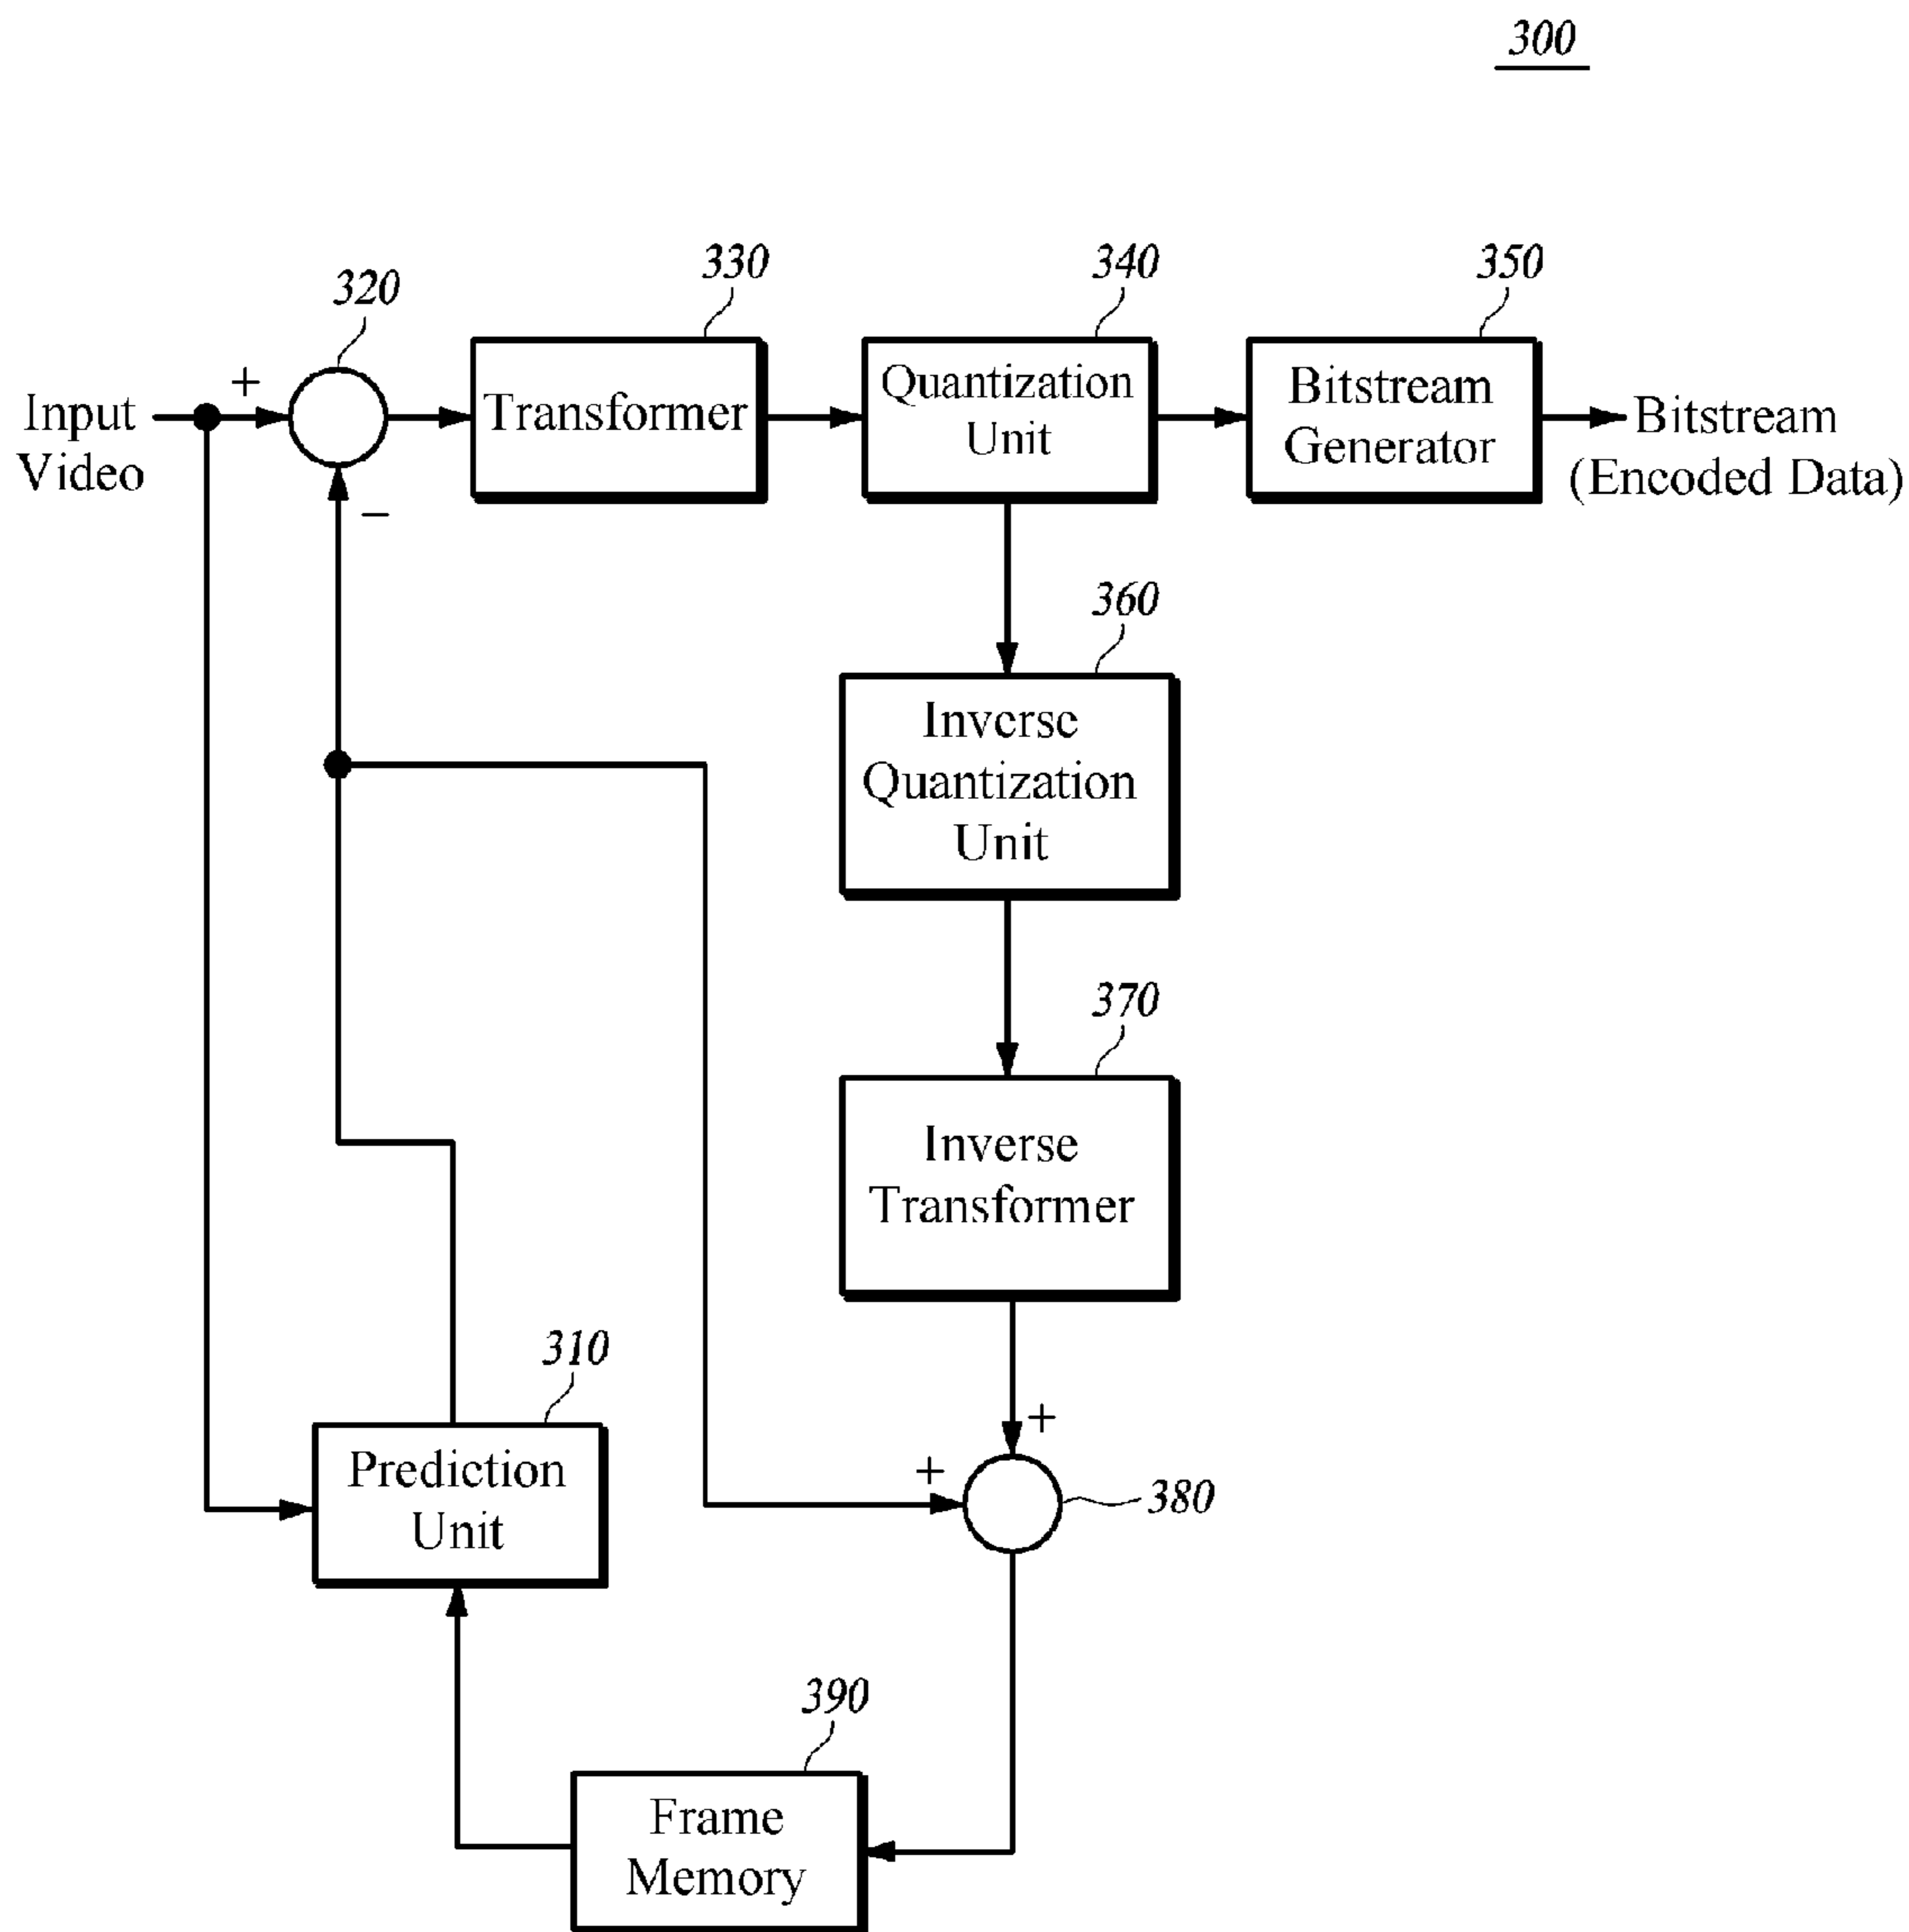 300
320
330
340
350
+
Input
Video
Transformer
Quantization
Unit
Bitstream
Generator
Bitstream
(Encoded Data)
−
360
Inverse
Quantization
Unit
370
Inverse
Transformer
310
Prediction
Unit
+
+
380
390
Frame
Memory